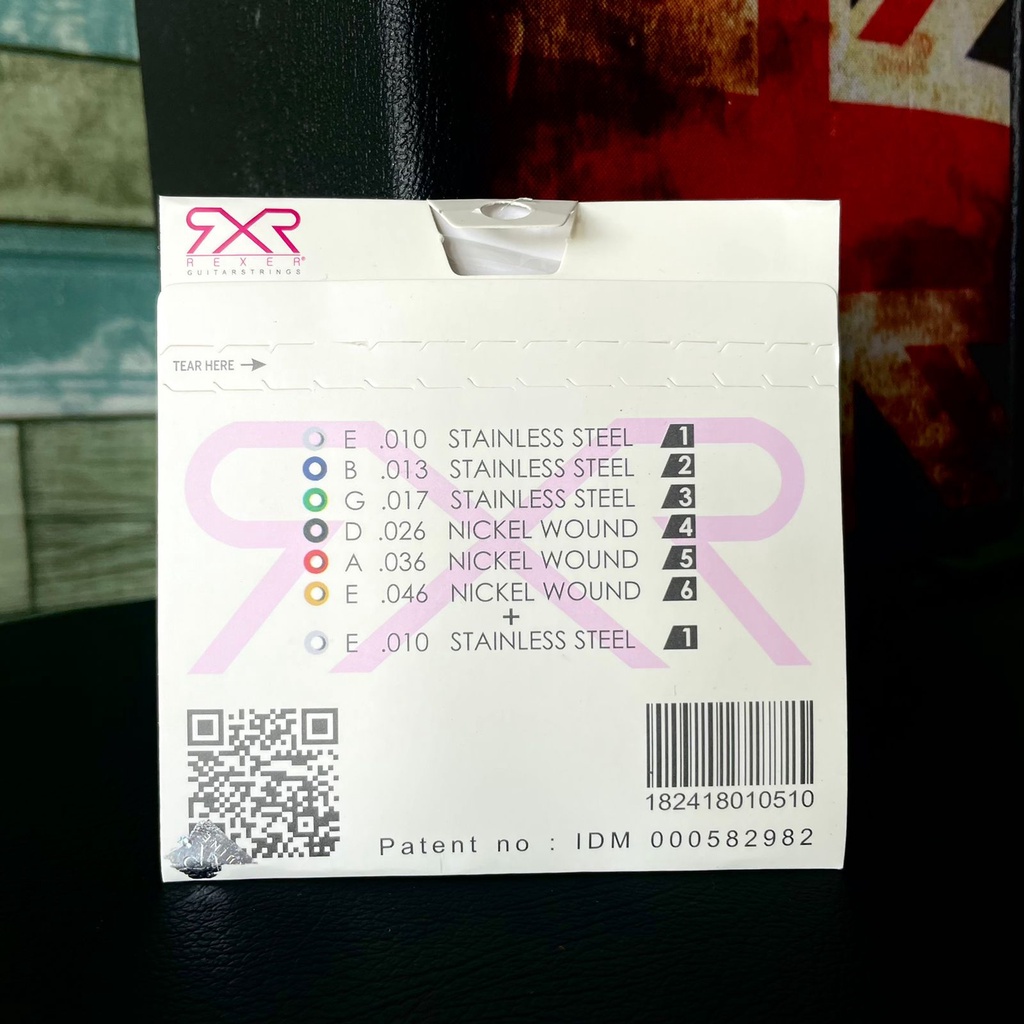 RXR
REXER®
GUITARSTRINGS
TEAR HERE
E .010 STAINLESS STEEL 1
B .013 STAINLESS STEEL 2
G .017 STAINLESS STEEL 3
D .026 NICKEL WOUND 4
A .036 NICKEL WOUND 5
E .046 NICKEL WOUND 6
+
E .010 STAINLESS STEEL 1
182418010510
Patent no : IDM 000582982